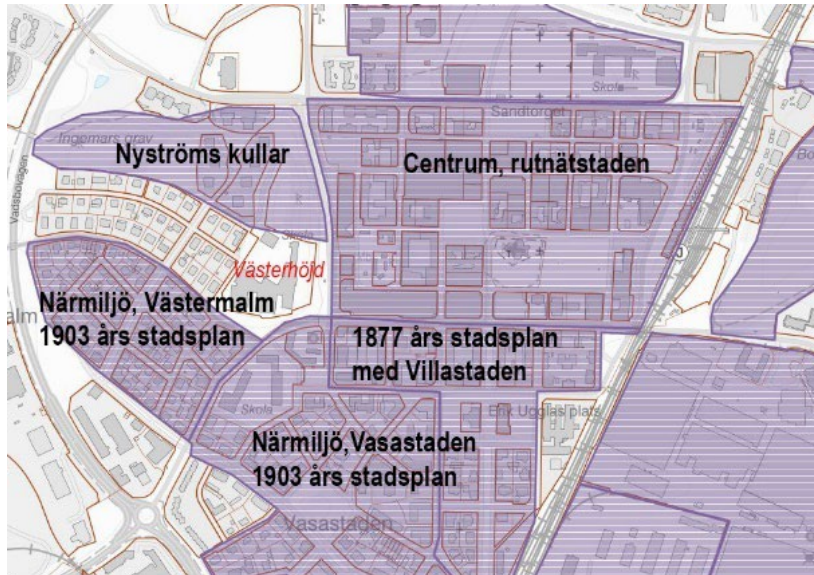 Sandtorget
Skola
Ingemars grav
Nyströms kullar
Centrum, rutnätstaden
Vadsbovägen
Skola
Västerhöjd
Närmiljö, Västermalm
1903 års stadsplan
1877 års stadsplan
med Villastaden
Skola
Erik Ugglas plats
Närmiljö,Vasastaden
1903 års stadsplan
Vasastaden